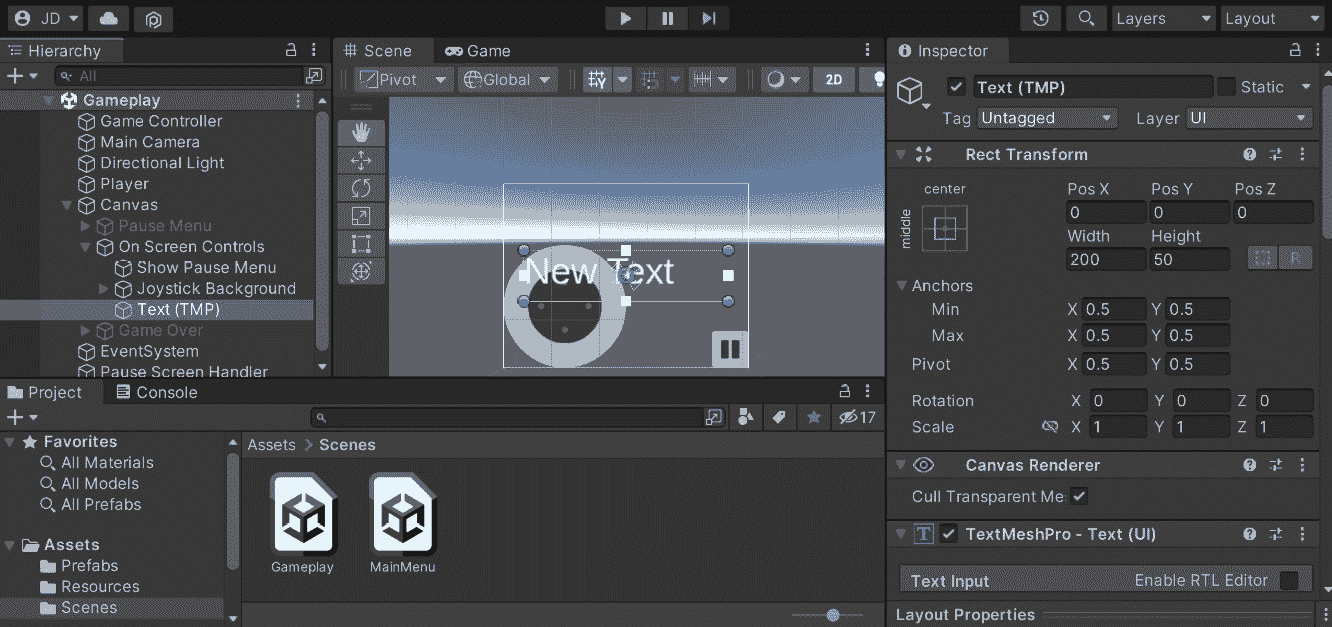 JD
Layers
Layout
Hierarchy
All
Gameplay
Game Controller
Main Camera
Directional Light
Player
Canvas
Pause Menu
On Screen Controls
Show Pause Menu
Joystick Background
Text (TMP)
Game Over
EventSystem
Pause Screen Handler
Scene
Game
Pivot
Global
2D
New Text
Inspector
Text (TMP)
Static
Tag Untagged
Layer UI
Rect Transform
center
middle
Pos X Pos Y Pos Z
0 0 0
Width Height
200 50
R
Anchors
Min X 0.5 Y 0.5
Max X 0.5 Y 0.5
Pivot X 0.5 Y 0.5
Rotation X 0 Y 0 Z 0
Scale X 1 Y 1 Z 1
Canvas Renderer
Cull Transparent Me
T TextMeshPro - Text (UI)
Text Input Enable RTL Editor
Layout Properties
Project
Console
17
Favorites
All Materials
All Models
All Prefabs
Assets
Prefabs
Resources
Scenes
Assets > Scenes
Gameplay
MainMenu